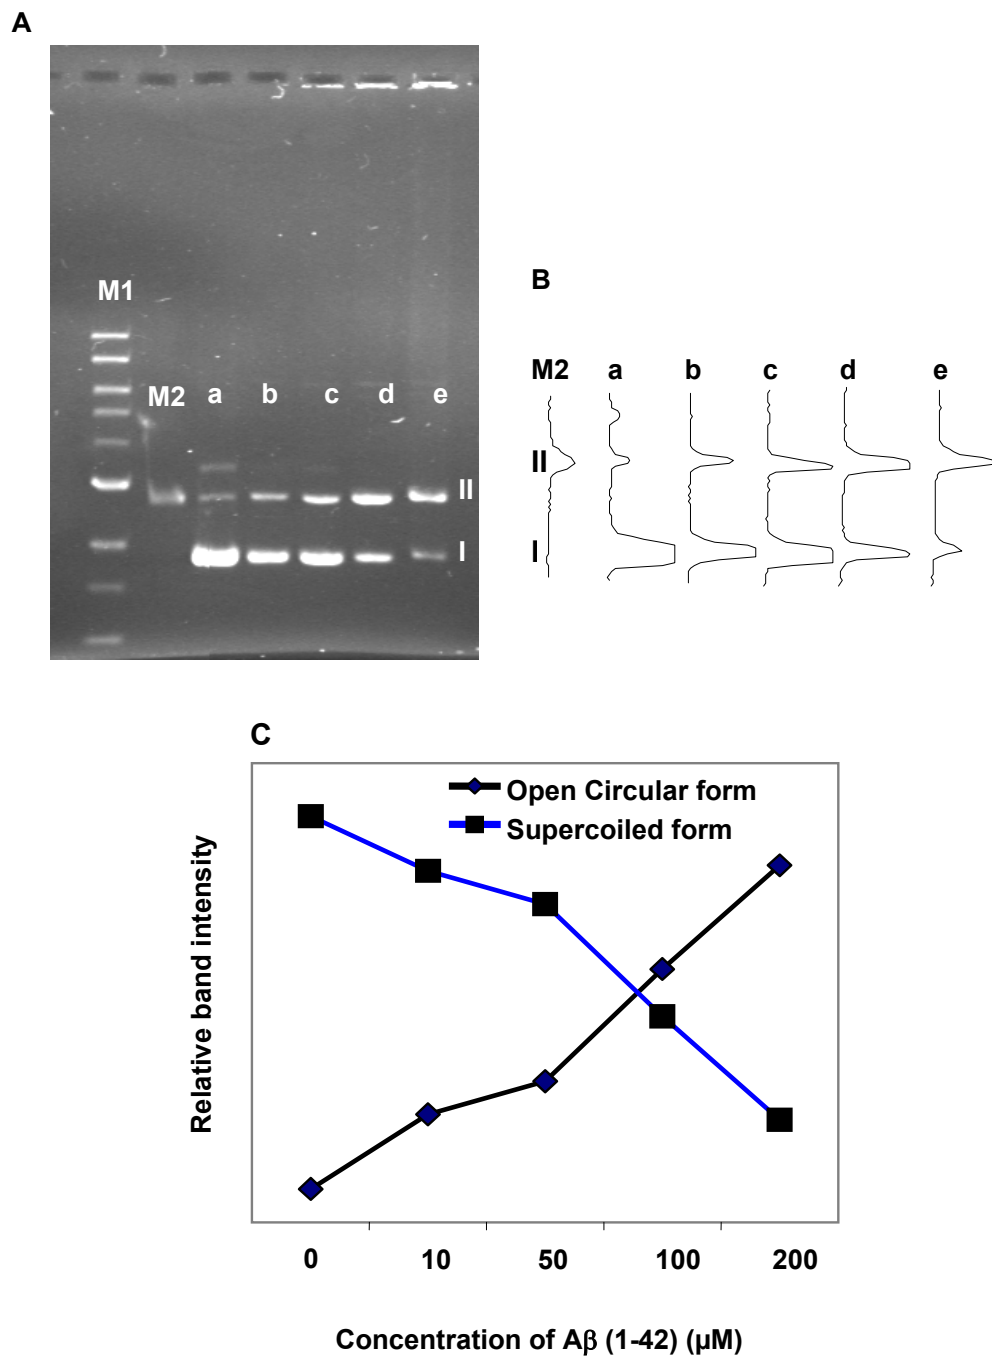 A
B
M1
M2 a b c d e
II
I
M2 a b c d e
II
I
C
Open Circular form
Supercoiled form
Relative band intensity
0 10 50 100 200
Concentration of Aβ (1-42) (µM)